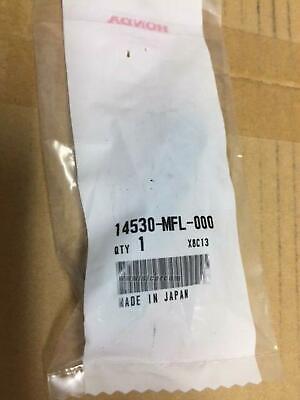 HONDA
14530-MFL-000
QTY 1 X8C13
MADE IN JAPAN